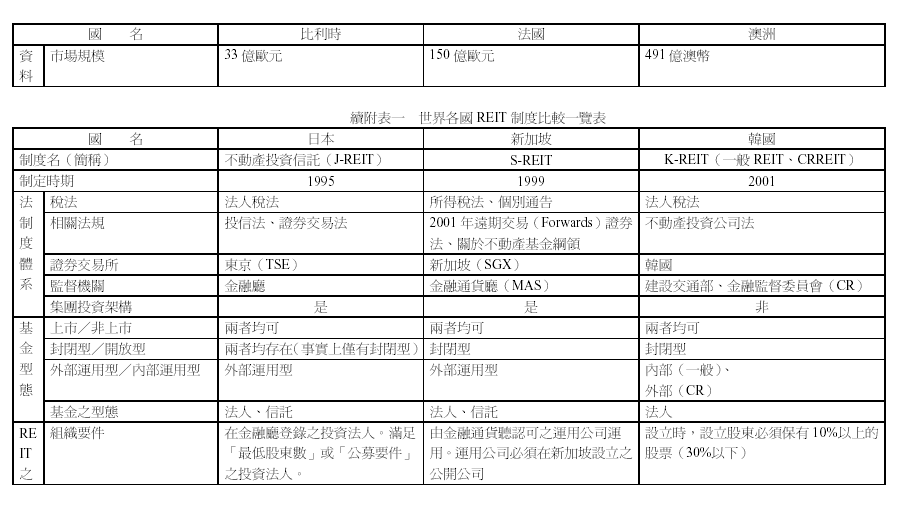 國　　名 比利時 法國 澳洲
資料 市場規模 33 億歐元 150 億歐元 491 億澳幣
續附表一　世界各國 REIT 制度比較一覽表
國　　名 日本 新加坡 韓國
制度名（簡稱） 不動產投資信託（J-REIT） S-REIT K-REIT（一般 REIT、CRREIT）
制定時期 1995 1999 2001
法制度體系 稅法 法人稅法 所得稅法、個別通告 法人稅法
相關法規 投信法、證券交易法 2001 年遠期交易（Forwards）證券 不動產投資公司法
法、關於不動產基金綱領
證券交易所 東京（TSE） 新加坡（SGX） 韓國
監督機關 金融廳 金融通貨廳（MAS） 建設交通部、金融監督委員會（CR）
集團投資架構 是 是 非
基金型態 上市／非上市 兩者均可 兩者均可 兩者均可
封閉型／開放型 兩者均存在（事實上僅有封閉型） 封閉型 封閉型
外部運用型／內部運用型 外部運用型 外部運用型 內部（一般）、
外部（CR）
基金之型態 法人、信託 法人、信託 法人
REIT之 組織要件 在金融廳登錄之投資法人。滿足 由金融通貨聽認可之運用公司運 設立時，設立股東必須保有 10%以上的
「最低股東數」或「公募要件」 用。運用公司必須在新加坡設立之 股票（30%以下）
之投資法人。 公開公司